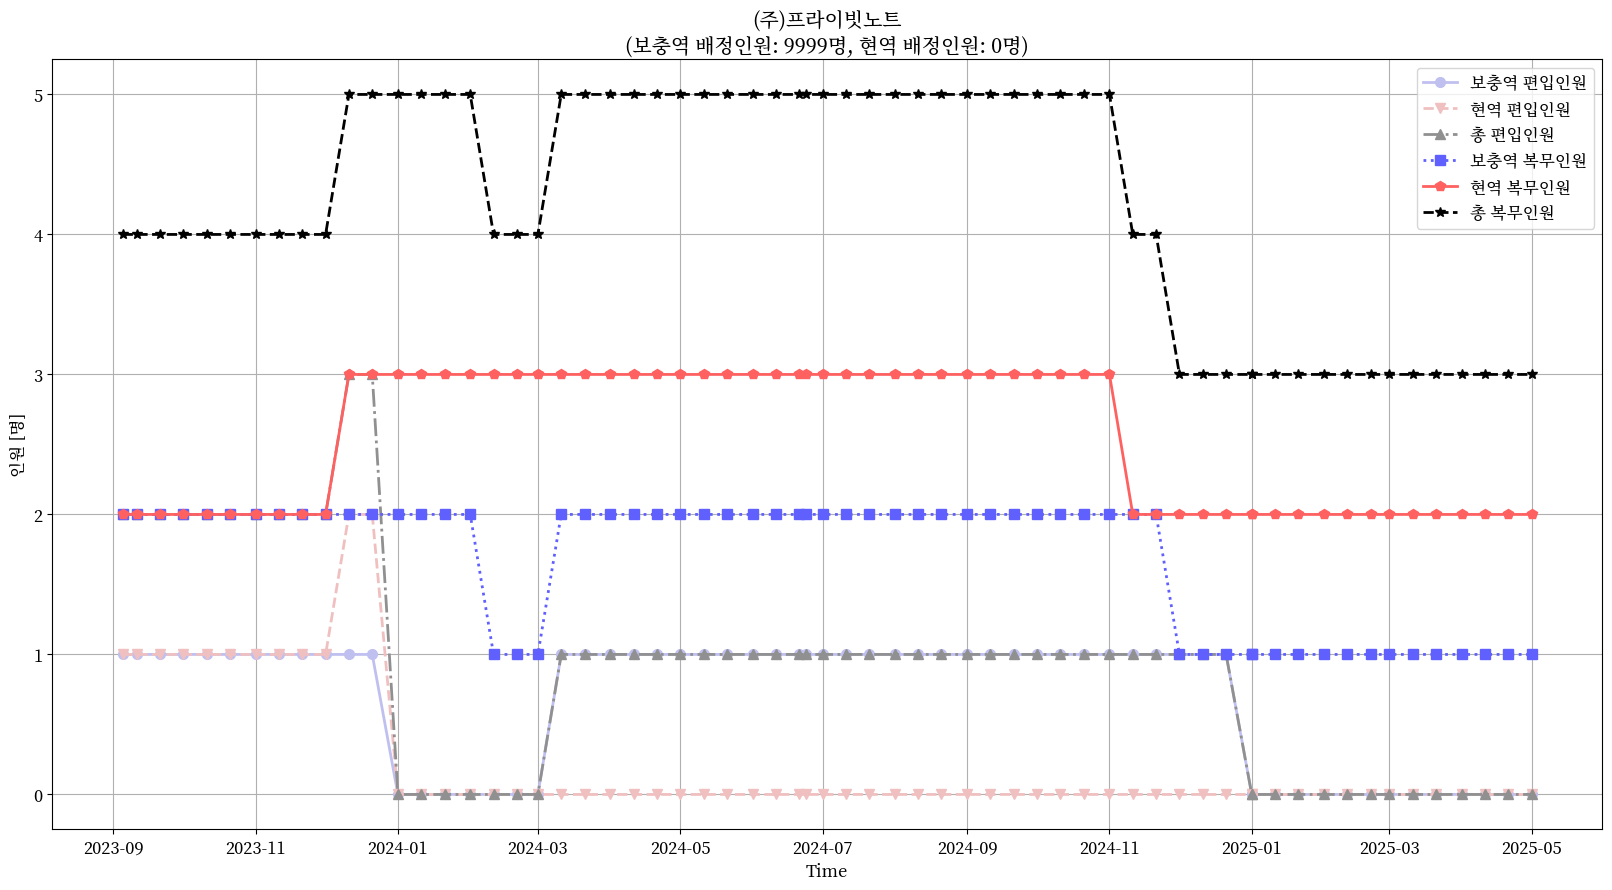 (주)프라이빗노트
(보충역 배정인원: 9999명, 현역 배정인원: 0명)
보충역 편입인원
현역 편입인원
총 편입인원
보충역 복무인원
현역 복무인원
총 복무인원
인원 [명]
5
4
3
2
1
0
2023-09 2023-11 2024-01 2024-03 2024-05 2024-07 2024-09 2024-11 2025-01 2025-03 2025-05
Time